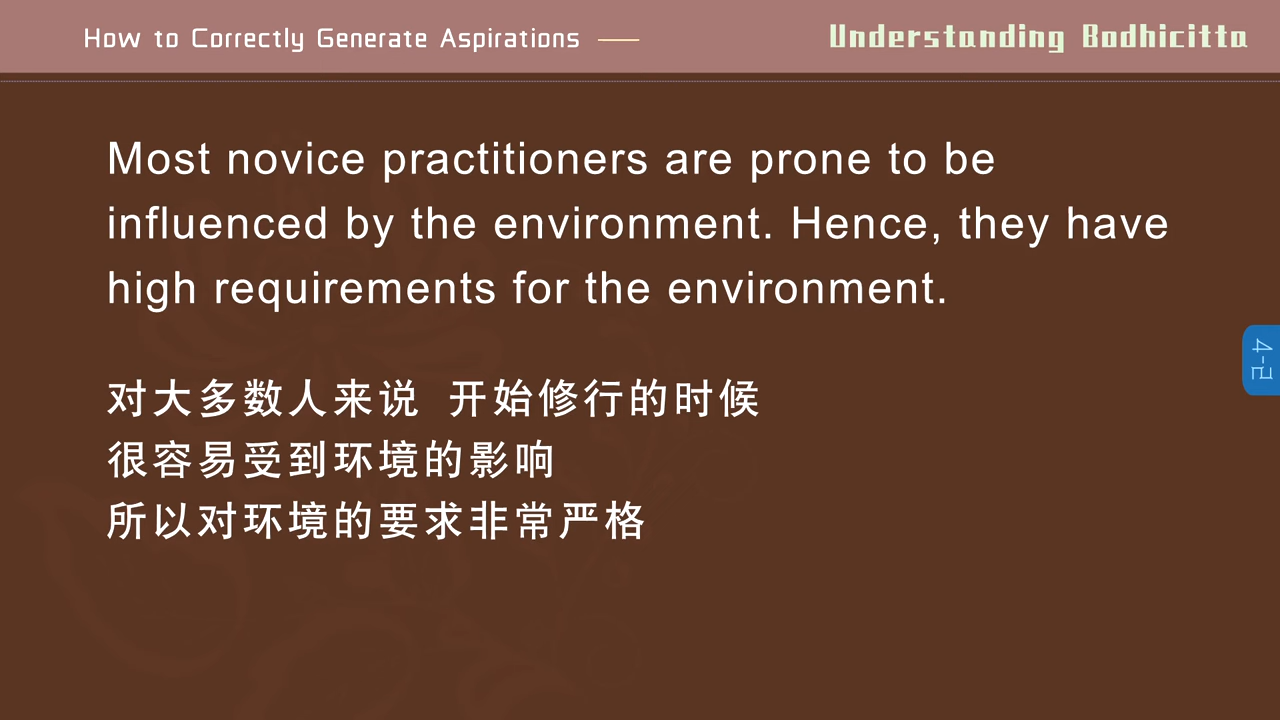 How to Correctly Generate Aspirations
Understanding Bodhicitta
Most novice practitioners are prone to be
influenced by the environment. Hence, they have
high requirements for the environment.
4-2
对大多数人来说 开始修行的时候
很容易受到环境的影响
所以对环境的要求非常严格